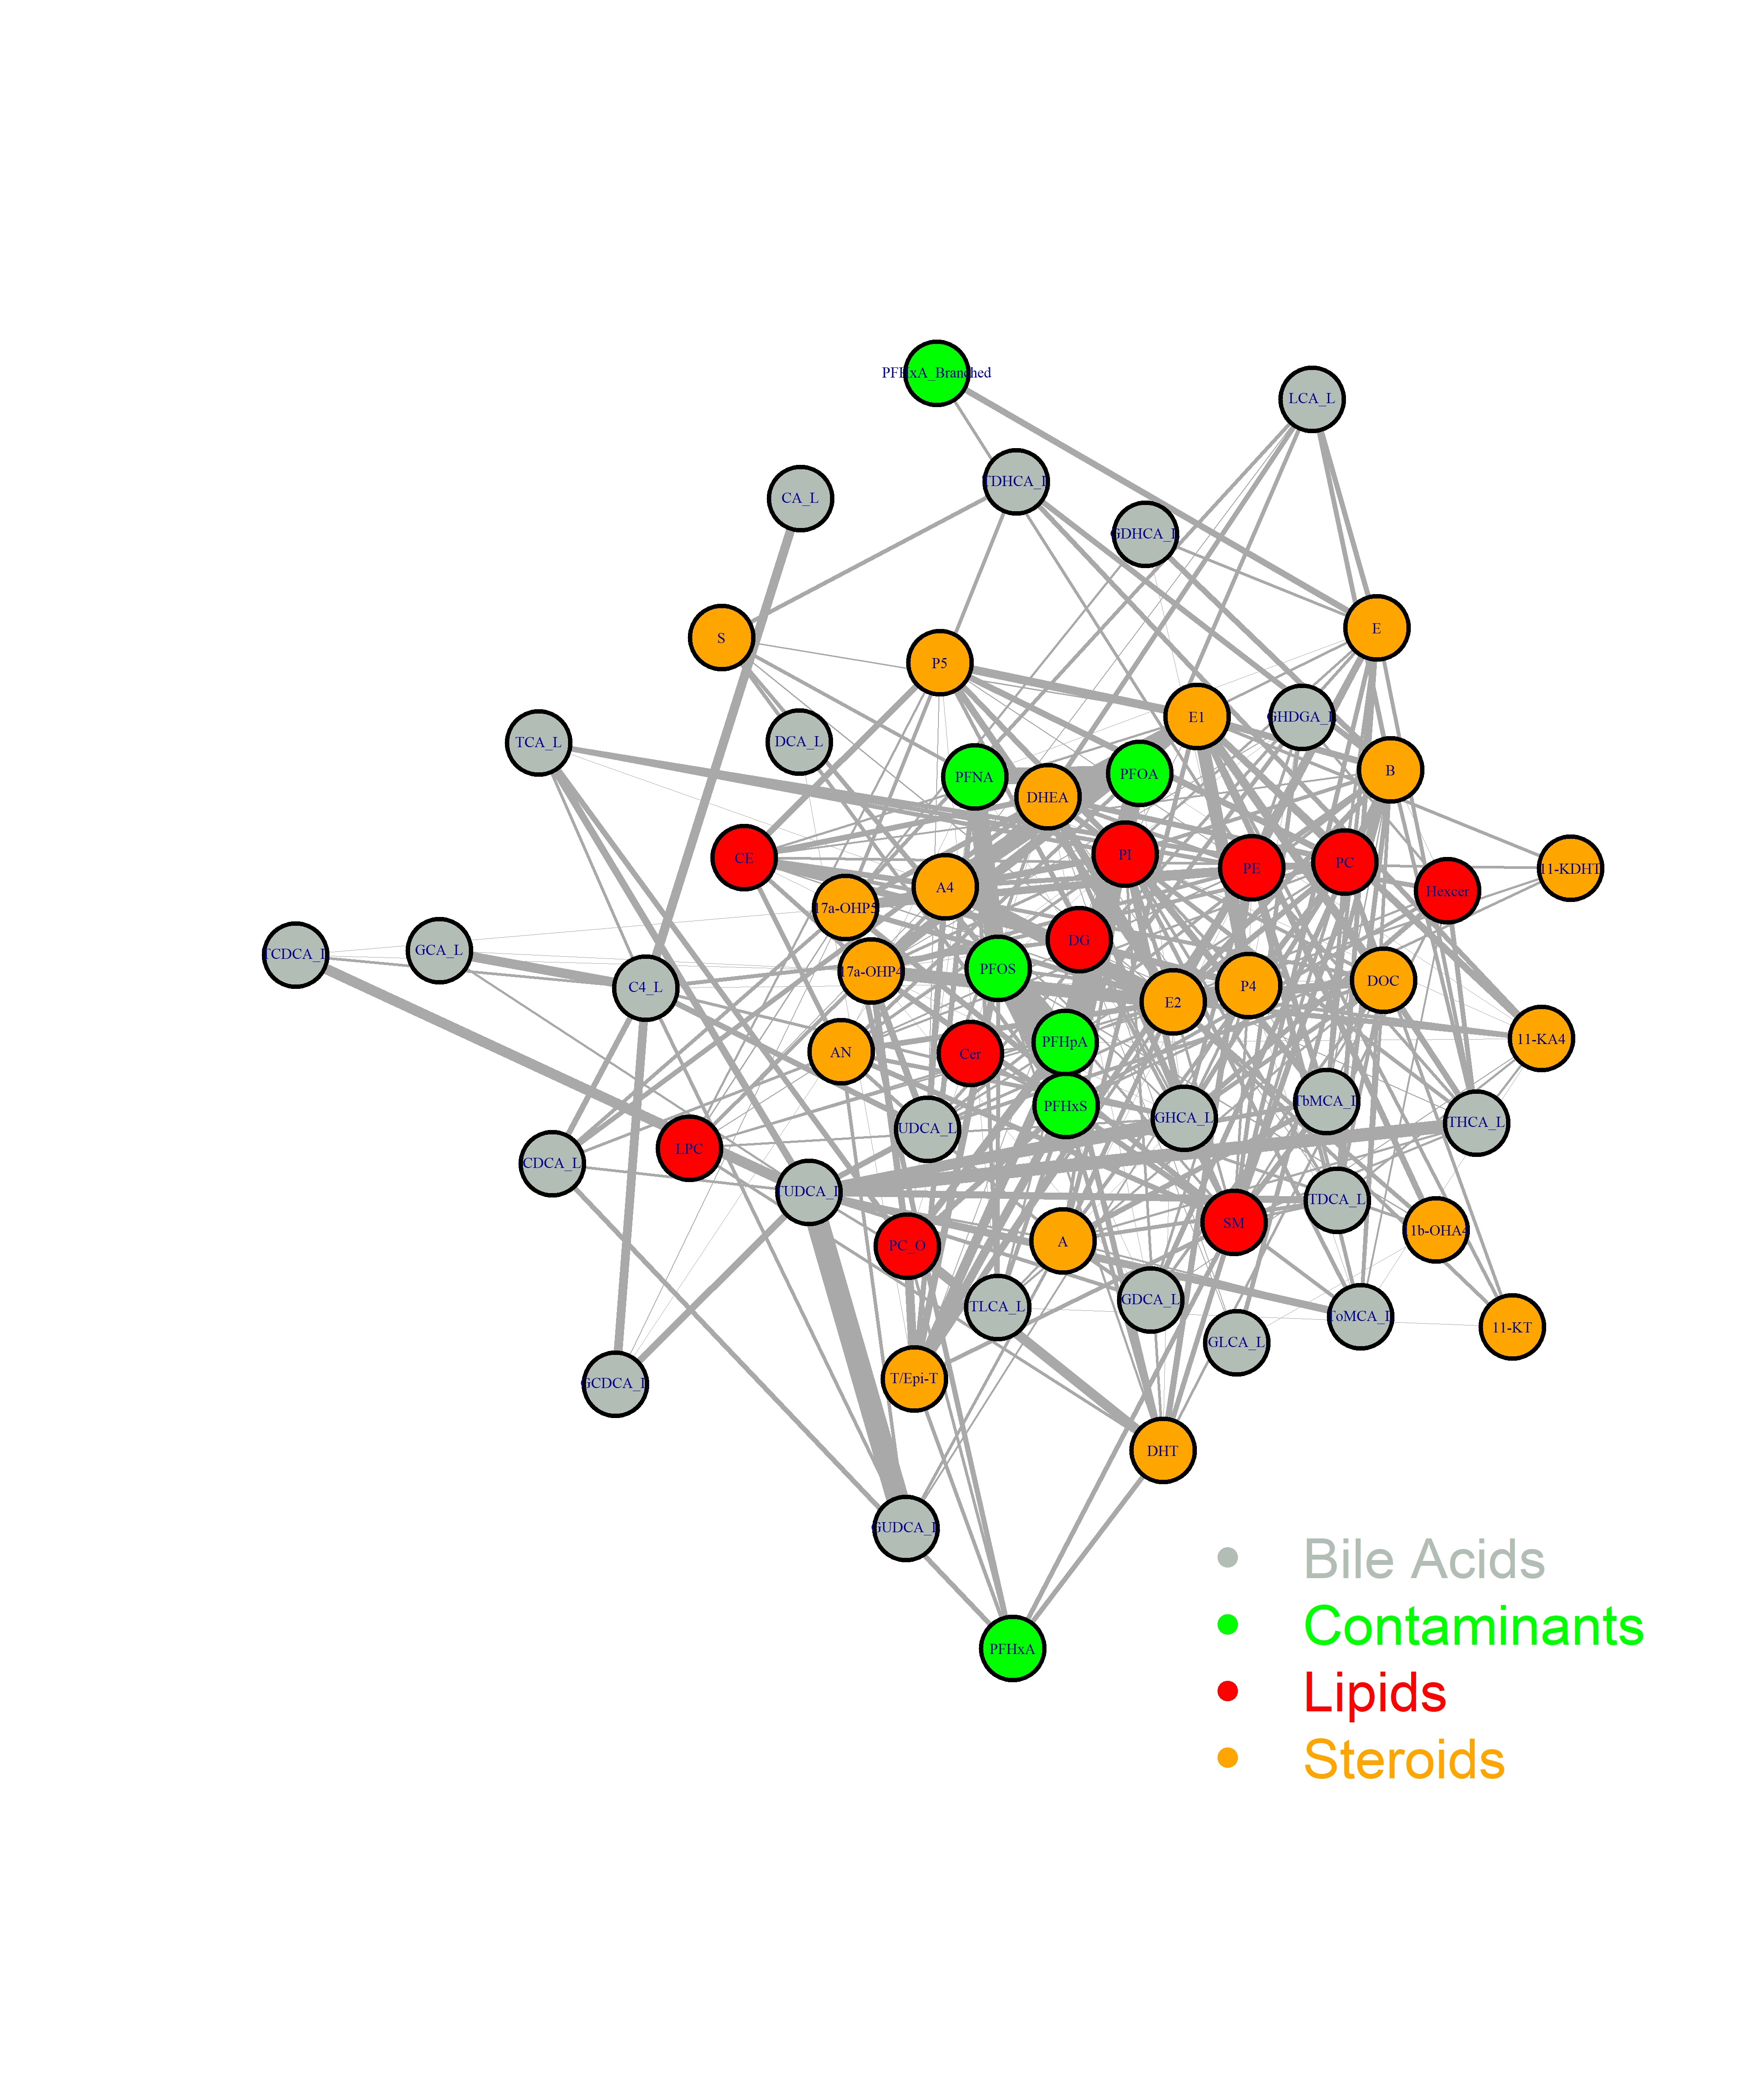 PFHxA_Branched
LCA_L
TDHCA_L
CA_L
GDHCA_L
E
S
P5
E1
GHDGA_L
TCA_L
DCA_L
PFNA
PFOA
B
DHEA
CE
PI
PE
PC
11-KDHT
A4
Hexcer
17a-OHP5
DG
TCDCA_L
GCA_L
17a-OHP4
PFOS
C4_L
E2
P4
DOC
AN
Cer
PFHpA
11-KA4
PFHxS
UDCA_L
GHCA_L
TbMCA_L
THCA_L
CDCA_L
LPC
TUDCA_L
TDCA_L
SM
1b-OHA4
PC_O
A
TLCA_L
GDCA_L
GLCA_L
ToMCA_L
11-KT
GCDCA_L
T/Epi-T
DHT
GUDCA_L
PFHxA
Bile Acids
Contaminants
Lipids
Steroids